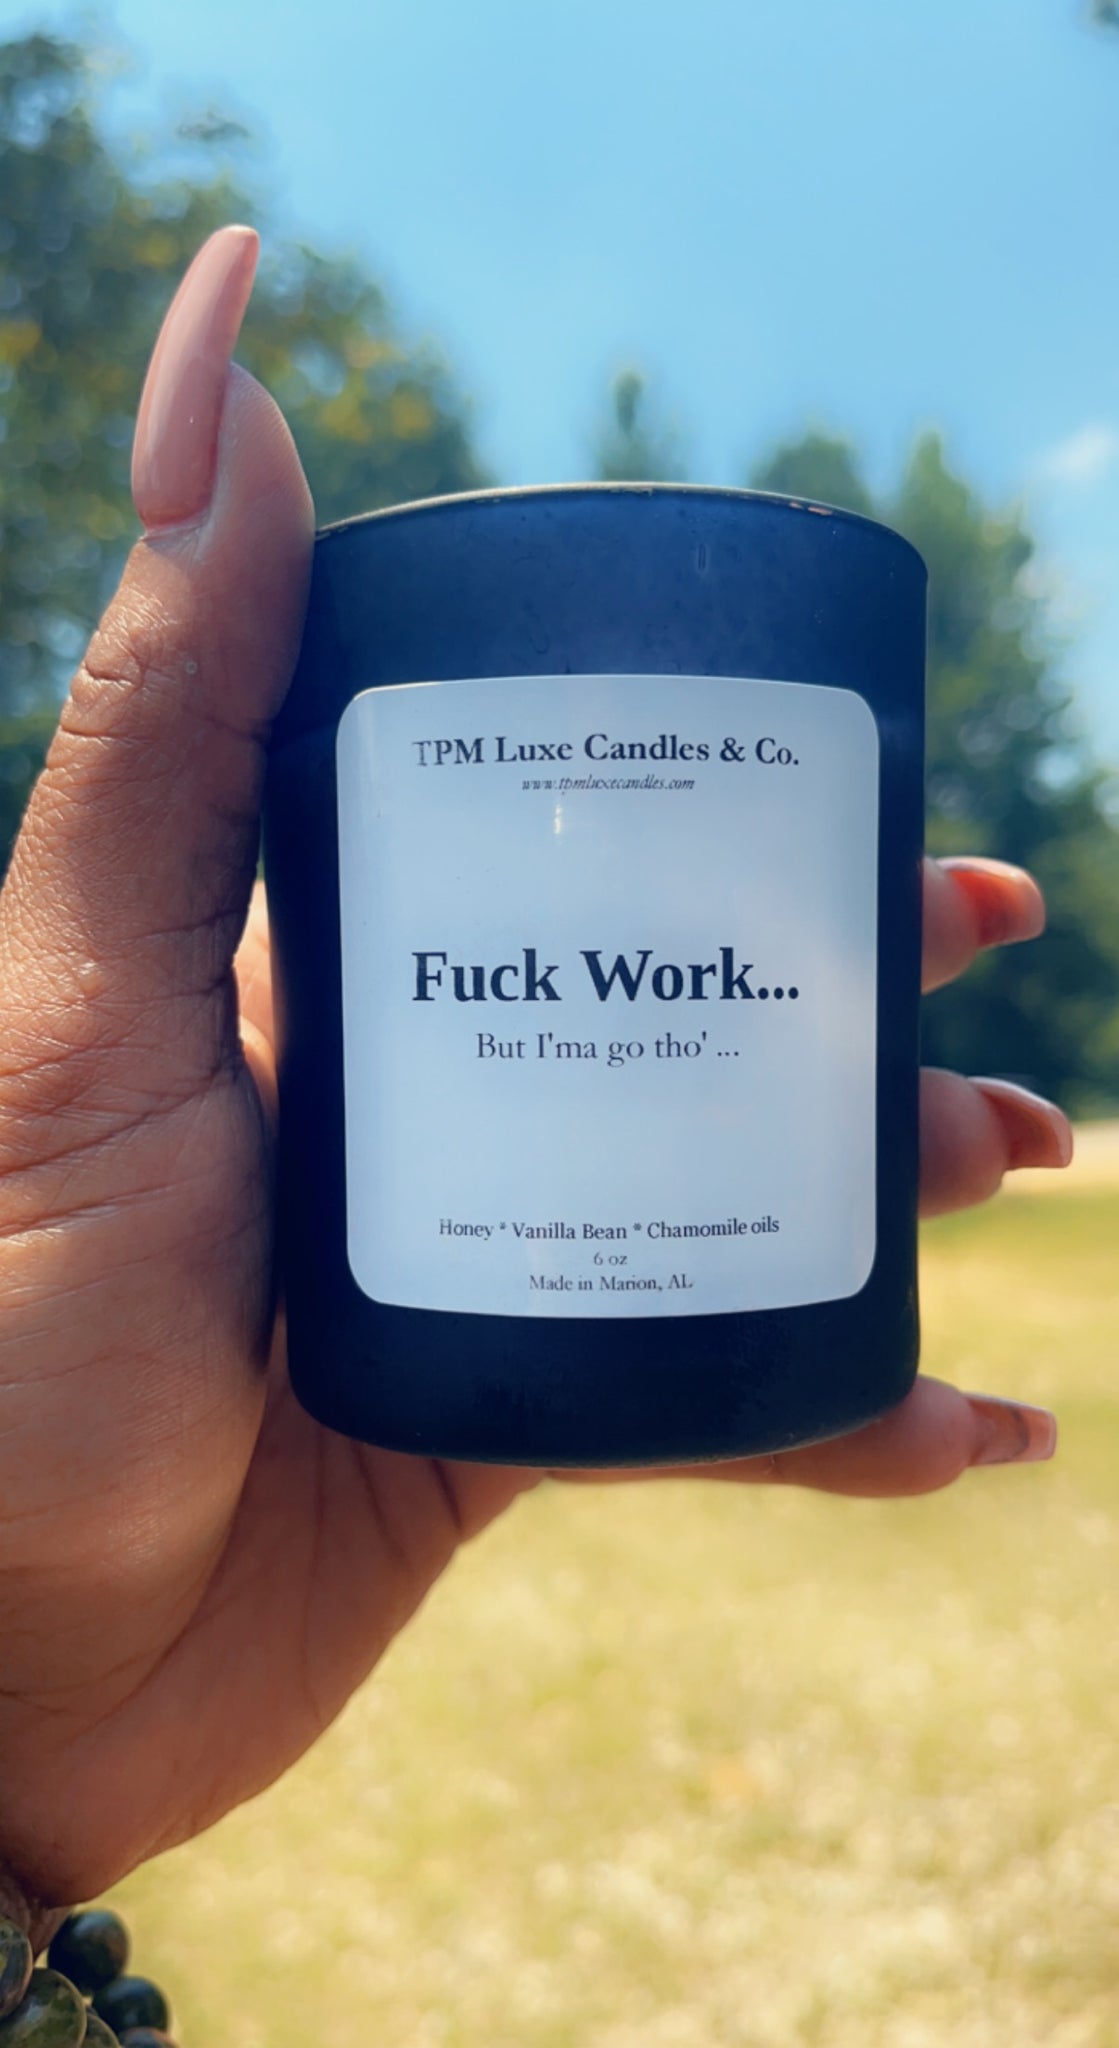 TPM Luxe Candles & Co.
www.tpmluxecandles.com
Fuck Work...
But I'ma go tho' ...
Honey * Vanilla Bean * Chamomile oils
6 oz
Made in Marion, AL